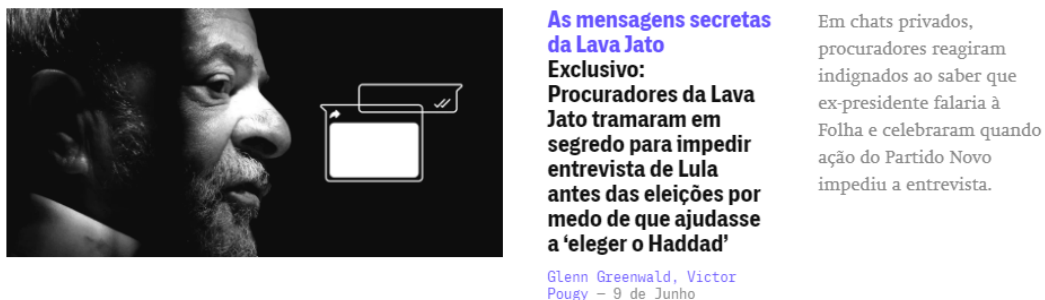 As mensagens secretas
da Lava Jato
Exclusivo:
Procuradores da Lava
Jato tramaram em
segredo para impedir
entrevista de Lula
antes das eleições por
medo de que ajudasse
a ‘eleger o Haddad’
Glenn Greenwald, Victor
Pougy — 9 de Junho
Em chats privados,
procuradores reagiram
indignados ao saber que
ex-presidente falaria à
Folha e celebraram quando
ação do Partido Novo
impediu a entrevista.